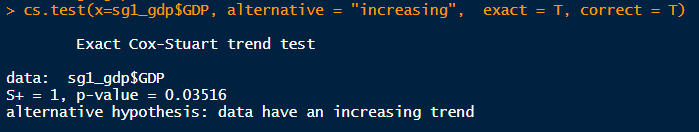 > cs.test(x=sg1_gdp$GDP, alternative = "increasing",  exact = T, correct = T)
Exact Cox-Stuart trend test
data:  sg1_gdp$GDP
S+ = 1, p-value = 0.03516
alternative hypothesis: data have an increasing trend